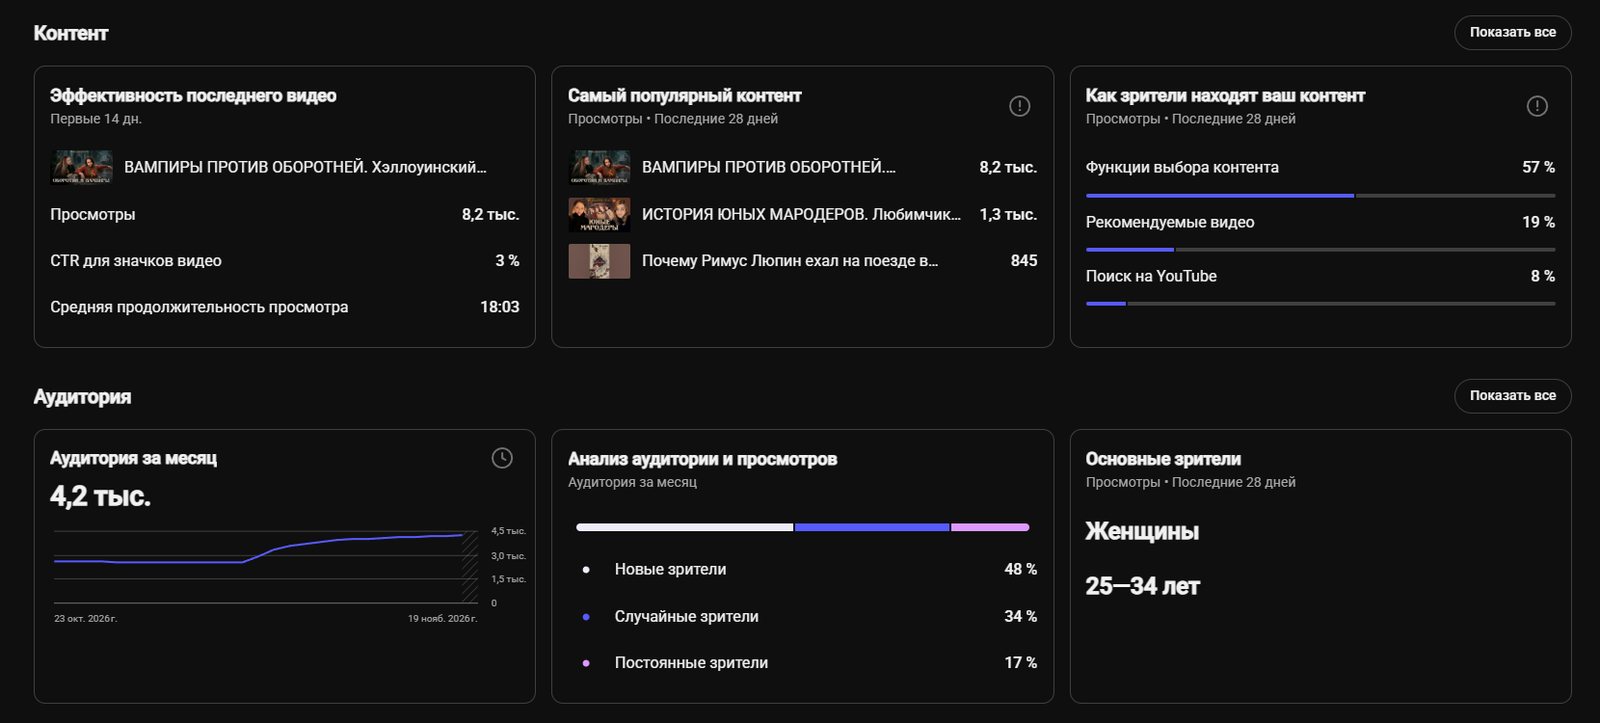 Контент
Показать все
Эффективность последнего видео
Первые 14 дн.
ВАМПИРЫ ПРОТИВ ОБОРОТНЕЙ. Хэллоуинский...
Просмотры 8,2 тыс.
CTR для значков видео 3 %
Средняя продолжительность просмотра 18:03
Самый популярный контент
Просмотры • Последние 28 дней
ВАМПИРЫ ПРОТИВ ОБОРОТНЕЙ.... 8,2 тыс.
ЮНЫЕ
МАРОДЕРЫ
ИСТОРИЯ ЮНЫХ МАРОДЕРОВ. Любимчик... 1,3 тыс.
Почему Римус Люпин ехал на поезде в... 845
Как зрители находят ваш контент
Просмотры • Последние 28 дней
Функции выбора контента 57 %
Рекомендуемые видео 19 %
Поиск на YouTube 8 %
Аудитория
Показать все
Аудитория за месяц
4,2 тыс.
4,5 тыс.
3,0 тыс.
1,5 тыс.
0
23 окт. 2026 г. 19 нояб. 2026 г.
Анализ аудитории и просмотров
Аудитория за месяц
Новые зрители 48 %
Случайные зрители 34 %
Постоянные зрители 17 %
Основные зрители
Просмотры • Последние 28 дней
Женщины
25—34 лет